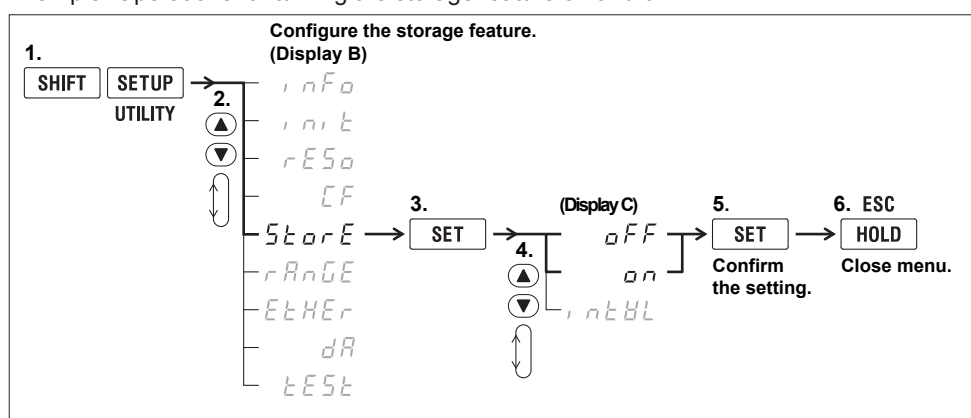 Configure the storage feature.
(Display B)
1.
SHIFT SETUP
UTILITY
2.
inFo
init
rESo
CF
StorE
rAnGE
EtHEr
dA
tESt
3.
SET
(Display C)
4.
oFF
on
intVL
5.
SET
Confirm
the setting.
6. ESC
HOLD
Close menu.